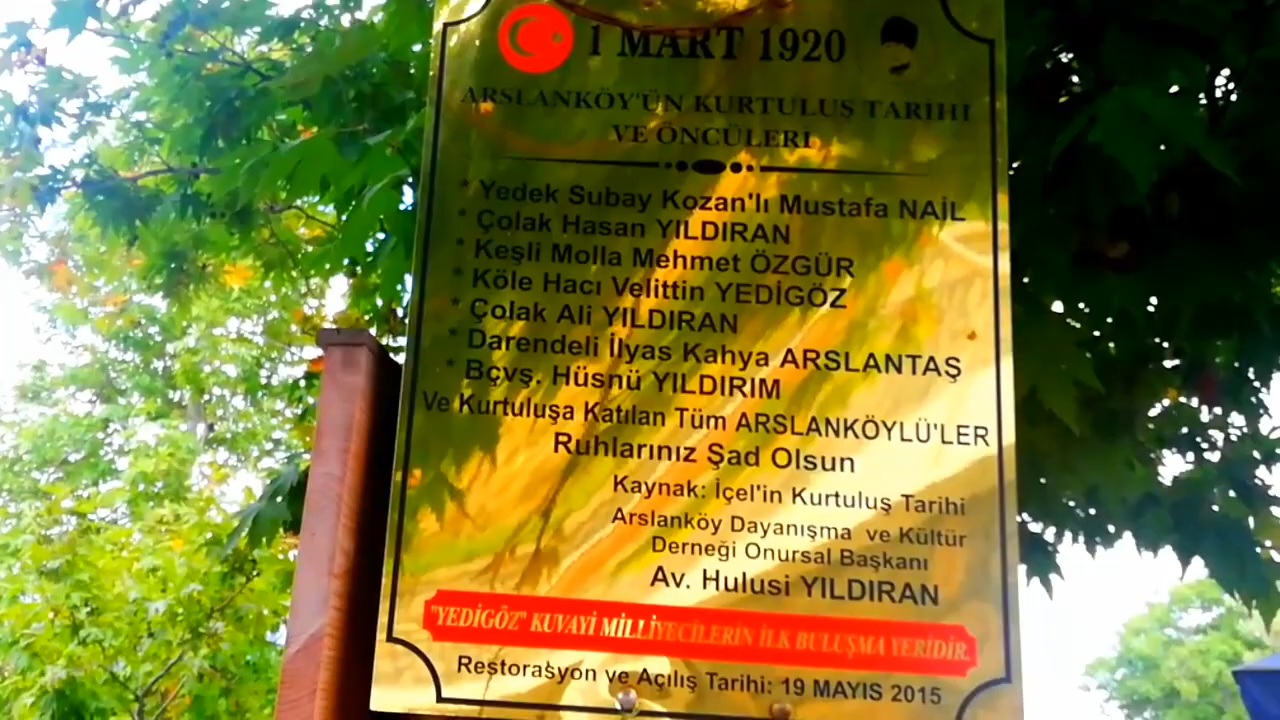 1 MART 1920
ARSLANKÖY'ÜN KURTULUŞ TARİHİ
VE ÖNCÜLERİ
* Yedek Subay Kozan'lı Mustafa NAİL
* Çolak Hasan YILDIRAN
* Keşli Molla Mehmet ÖZGÜR
* Köle Hacı Velittin YEDİGÖZ
* Çolak Ali YILDIRAN
* Darendeli İlyas Kahya ARSLANTAŞ
* Bçvş. Hüsnü YILDIRIM
Ve Kurtuluşa Katılan Tüm ARSLANKÖYLÜ'LER
Ruhlarınız Şad Olsun
Kaynak: İçel'in Kurtuluş Tarihi
Arslanköy Dayanışma ve Kültür
Derneği Onursal Başkanı
Av. Hulusi YILDIRAN
"YEDİGÖZ" KUVAYİ MİLLİYECİLERİN İLK BULUŞMA YERİDİR.
Restorasyon ve Açılış Tarihi: 19 MAYIS 2015